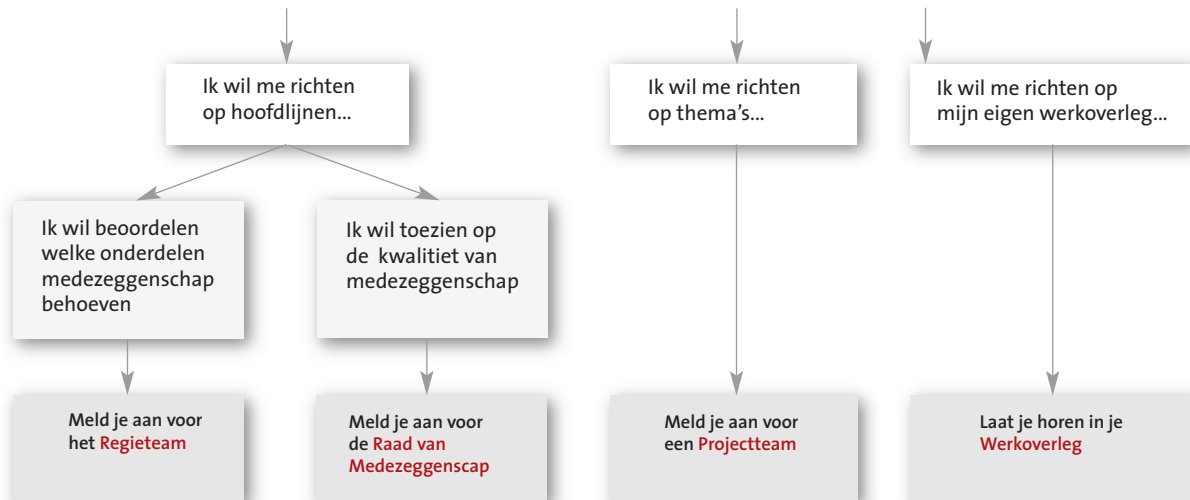 Ik wil me richten
op hoofdlijnen...
Ik wil me richten
op thema's...
Ik wil me richten op
mijn eigen werkoverleg...
Ik wil beoordelen
welke onderdelen
medezeggenschap
behoeven
Ik wil toezien op
de kwalitiet van
medezeggenschap
Meld je aan voor
het Regieteam
Meld je aan voor
de Raad van
Medezeggenscap
Meld je aan voor
een Projectteam
Laat je horen in je
Werkoverleg